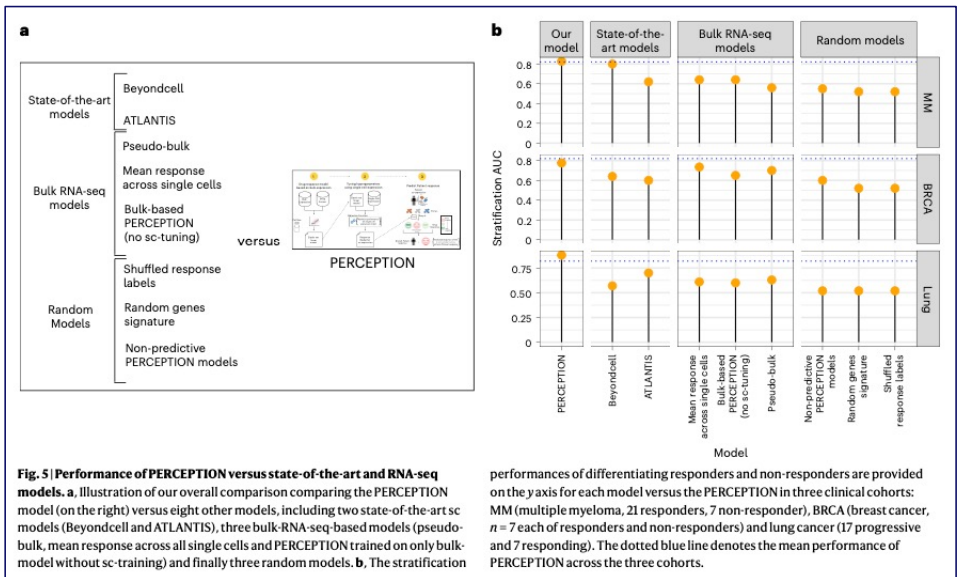 a
State-of-the-art
models
Beyondcell
ATLANTIS
Bulk RNA-seq
models
Pseudo-bulk
Mean response
across single cells
Bulk-based
PERCEPTION
(no sc-tuning)
Random
Models
Shuffled response
labels
Random genes
signature
Non-predictive
PERCEPTION models
versus
PERCEPTION
b
Our
model
State-of-the-
art models
Bulk RNA-seq
models
Random models
Stratification AUC
0.8
0.6
0.4
0.2
0
MM
0.8
0.6
0.4
0.2
0
BRCA
0.75
0.50
0.25
0
Lung
PERCEPTION
Beyondcell
ATLANTIS
Mean response
across single cells
Bulk-based
PERCEPTION
(no sc-tuning)
Pseudo-bulk
Non-predictive
PERCEPTION
models
Random genes
signature
Shuffled
response labels
Model
Fig. 5 | Performance of PERCEPTION versus state-of-the-art and RNA-seq
models. a, Illustration of our overall comparison comparing the PERCEPTION
model (on the right) versus eight other models, including two state-of-the-art sc
models (Beyondcell and ATLANTIS), three bulk-RNA-seq-based models (pseudo-
bulk, mean response across all single cells and PERCEPTION trained on only bulk-
model without sc-training) and finally three random models. b, The stratification
performances of differentiating responders and non-responders are provided
on the y axis for each model versus the PERCEPTION in three clinical cohorts:
MM (multiple myeloma, 21 responders, 7 non-responder), BRCA (breast cancer,
n = 7 each of responders and non-responders) and lung cancer (17 progressive
and 7 responding). The dotted blue line denotes the mean performance of
PERCEPTION across the three cohorts.